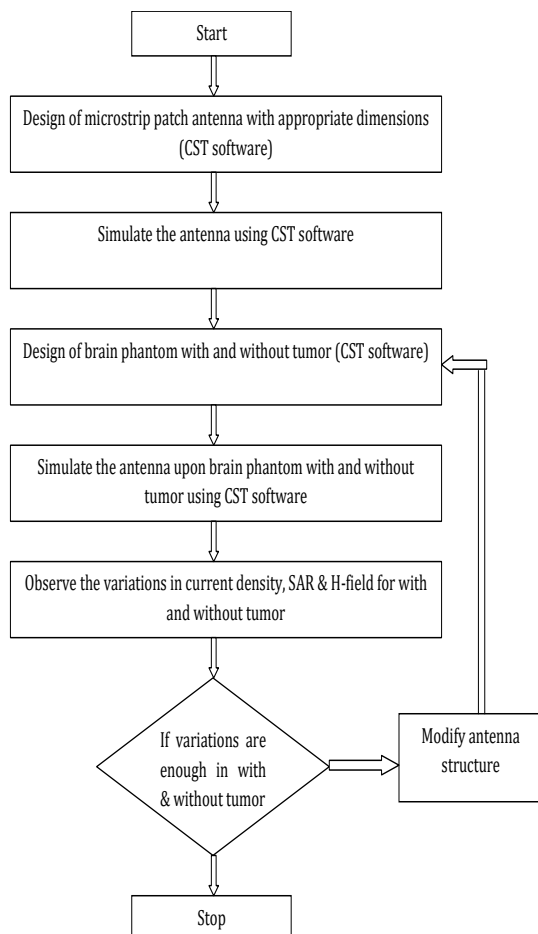 Start
Design of microstrip patch antenna with appropriate dimensions
(CST software)
Simulate the antenna using CST software
Design of brain phantom with and without tumor (CST software)
Simulate the antenna upon brain phantom with and without
tumor using CST software
Observe the variations in current density, SAR & H-field for with
and without tumor
If variations are
enough in with
& without tumor
Modify antenna
structure
Stop